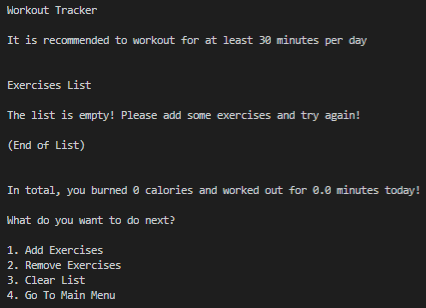 Workout Tracker
It is recommended to workout for at least 30 minutes per day
Exercises List
The list is empty! Please add some exercises and try again!
(End of List)
In total, you burned 0 calories and worked out for 0.0 minutes today!
What do you want to do next?
1. Add Exercises
2. Remove Exercises
3. Clear List
4. Go To Main Menu